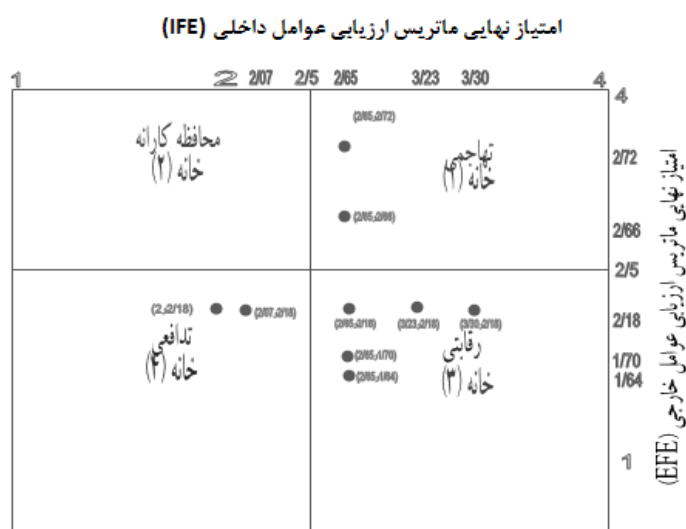 امتیاز نهایی ماتریس ارزیابی عوامل داخلی (IFE)
1 2 2/07 2/5 2/65 3/23 3/30 4
4
محافظه کارانه
خانه (۲)
(2/65،2/72)
تهاجمی
خانه (۱)
2/72
(2/65،2/66)
2/66
2/5
(2،2/18)
(2/07،2/18)
(2/65،2/18)
(3/23،2/18)
(3/30،2/18)
2/18
تدافعی
خانه (۴)
رقابتی
خانه (۳)
(2/65،1/70)
1/70
(2/65،1/64)
1/64
1
امتیاز نهایی ماتریس ارزیابی عوامل خارجی (EFE)